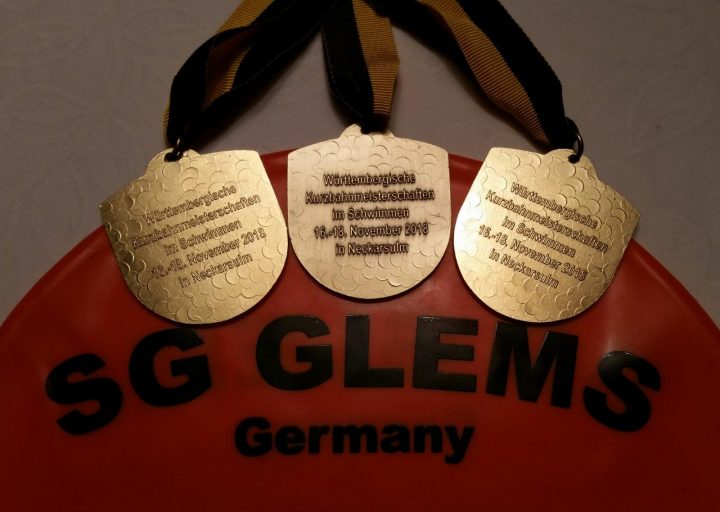 Württembergische
Kurzbahnmeisterschaften
im Schwimmen
16.-18. November 2018
in Neckarsulm
Württembergische
Kurzbahnmeisterschaften
im Schwimmen
16.-18. November 2018
in Neckarsulm
Württembergische
Kurzbahnmeisterschaften
im Schwimmen
16.-18. November 2018
in Neckarsulm
SG GLEMS
Germany